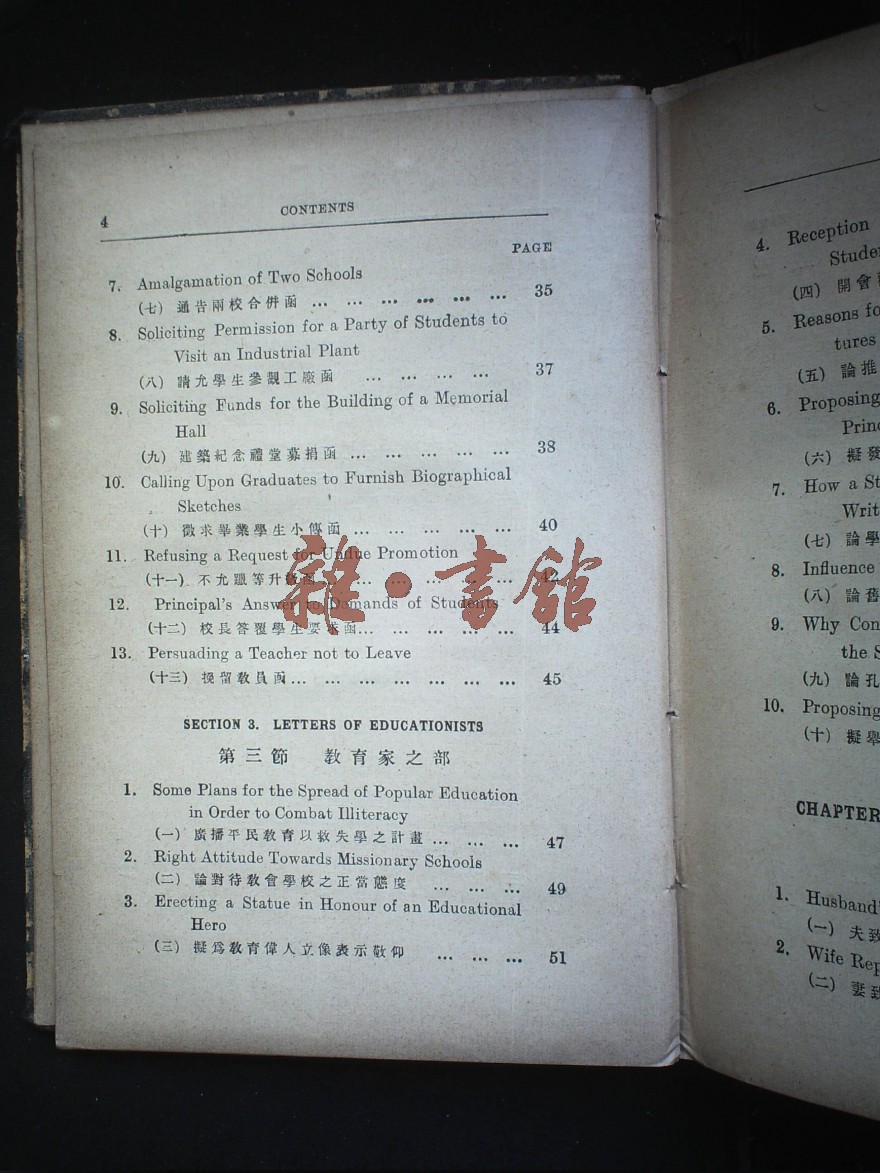 4
CONTENTS
PAGE
7. Amalgamation of Two Schools
(七) 通告兩校合併函 ... ... ... ... ... ... 35
8. Soliciting Permission for a Party of Students to
Visit an Industrial Plant
(八) 請允學生參觀工廠函 ... ... ... ... 37
9. Soliciting Funds for the Building of a Memorial
Hall
(九) 建築紀念禮堂募捐函 ... ... ... ... ... 38
10. Calling Upon Graduates to Furnish Biographical
Sketches
(十) 徵求畢業學生小傳函 ... ... ... ... ... 40
11. Refusing a Request for Undue Promotion
(十一) 不允躐等升級函 ... ... ... ... ... 42
12. Principal's Answer to Demands of Students
(十二) 校長答覆學生要求函... ... ... ... ... 44
13. Persuading a Teacher not to Leave
(十三) 挽留教員函... ... ... ... ... ... ... 45
SECTION 3. LETTERS OF EDUCATIONISTS
第三節 教育家之部
1. Some Plans for the Spread of Popular Education
in Order to Combat Illiteracy
(一) 廣播平民教育以救失學之計畫 ... ... ... 47
2. Right Attitude Towards Missionary Schools
(二) 論對待教會學校之正當態度 ... ... ... 49
3. Erecting a Statue in Honour of an Educational
Hero
(三) 擬爲教育偉人立像表示敬仰 ... ... ... 51
雜·書館
4. Reception
Stude
(四) 開會
5. Reasons fo
tures
(五) 論推
6. Proposing
Princ
(六) 擬發
7. How a St
Writ
(七) 論學
8. Influence
(八) 論舊
9. Why Con
the S
(九) 論孔
10. Proposing
(十) 擬舉
CHAPTER
1. Husband'
(一) 夫致
2. Wife Rep
(二) 妻致